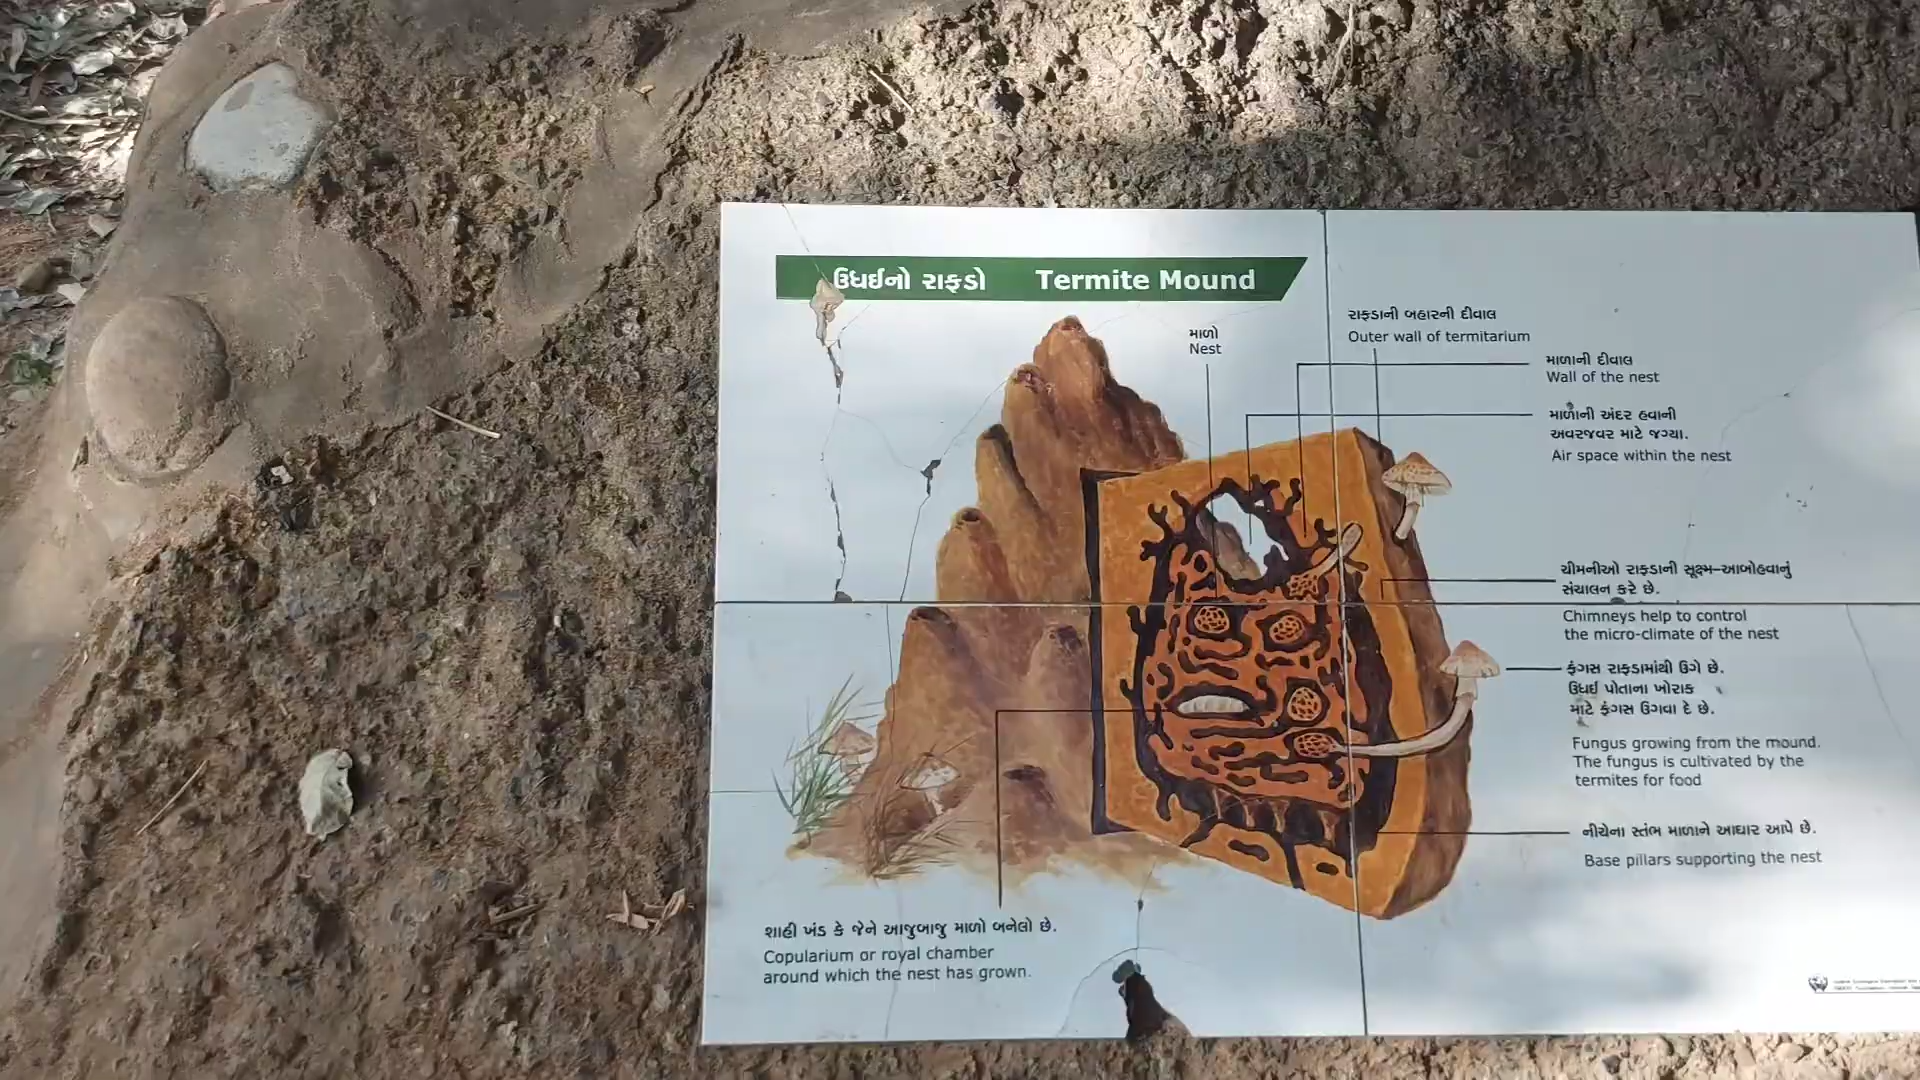 ઉધઈનો રાફડો Termite Mound
માળો
Nest
રાફડાની બહારની દીવાલ
Outer wall of termitarium
માળાની દીવાલ
Wall of the nest
માળાની અંદર હવાની
અવરજવર માટે જગ્યા.
Air space within the nest
ચીમનીઓ રાફડાની સૂક્ષ્મ-આબોહવાનું
સંચાલન કરે છે.
Chimneys help to control
the micro-climate of the nest
ફંગસ રાફડામાંથી ઉગે છે.
ઉધઈ પોતાના ખોરાક
માટે ફંગસ ઉગવા દે છે.
Fungus growing from the mound.
The fungus is cultivated by the
termites for food
નીચેના સ્તંભ માળાને આધાર આપે છે.
Base pillars supporting the nest
શાહી ખંડ કે જેને આજુબાજુ માળો બનેલો છે.
Copularium or royal chamber
around which the nest has grown.